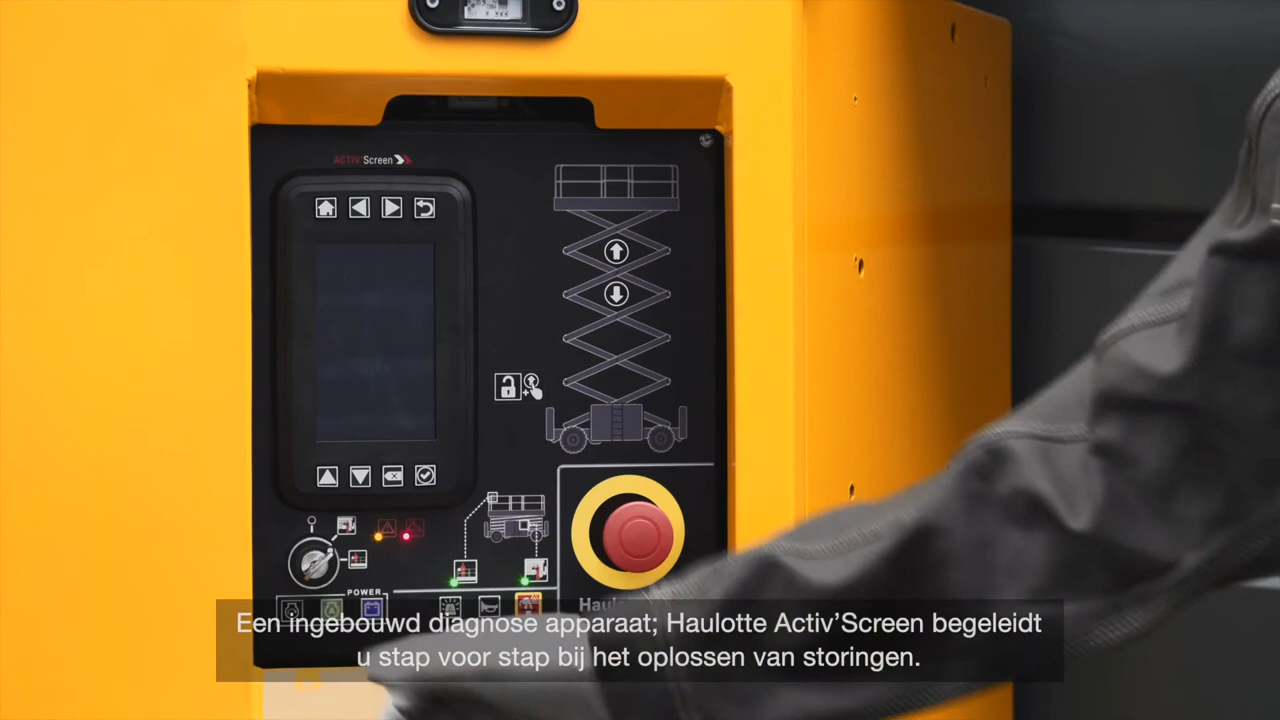 ACTIV'Screen
POWER
Haul
Een ingebouwd diagnose apparaat; Haulotte Activ’Screen begeleidt
u stap voor stap bij het oplossen van storingen.